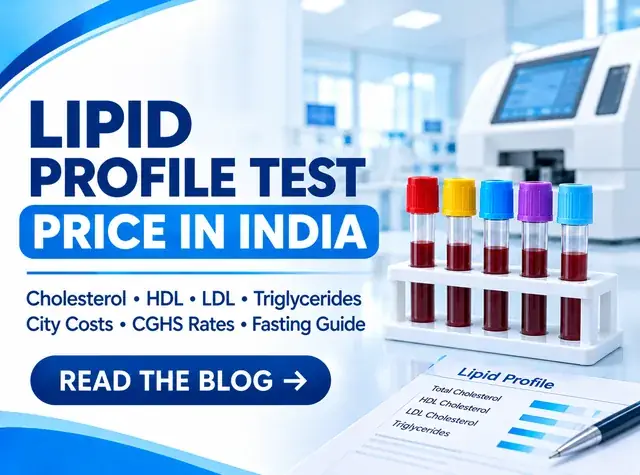 LIPID
PROFILE TEST
PRICE IN INDIA
Cholesterol • HDL • LDL • Triglycerides
City Costs • CGHS Rates • Fasting Guide
READ THE BLOG →
Lipid Profile
Total Cholesterol
HDL Cholesterol
LDL Cholesterol
Triglycerides